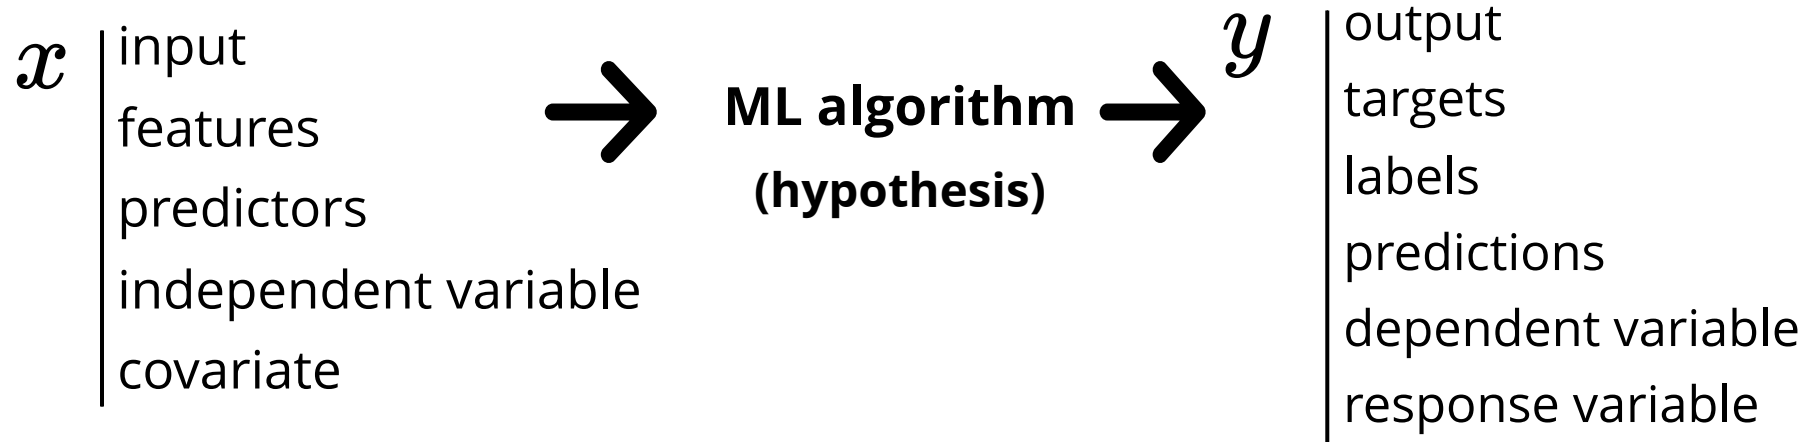 x
input
features
predictors
independent variable
covariate
ML algorithm
(hypothesis)
y
output
targets
labels
predictions
dependent variable
response variable